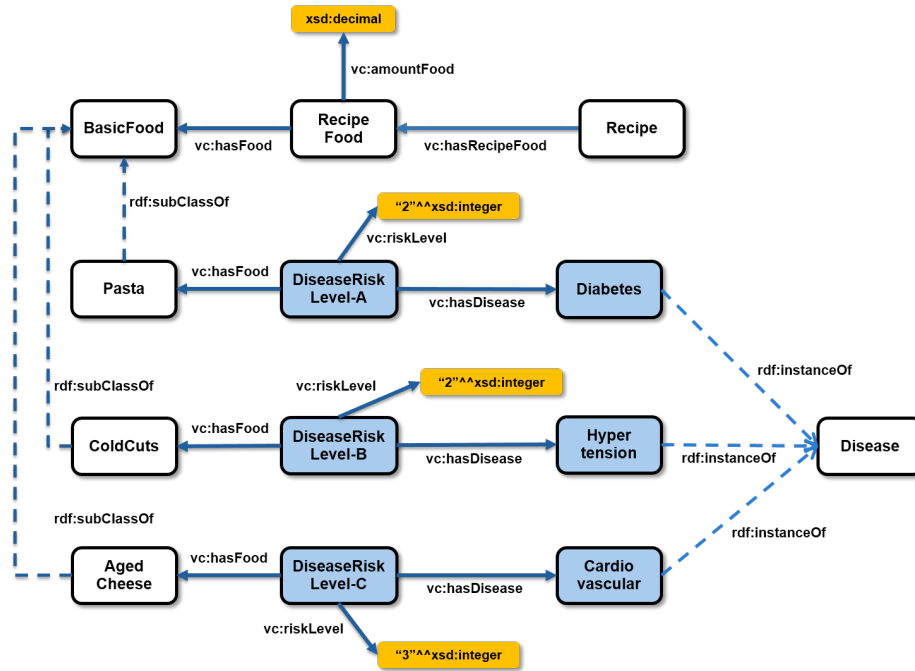 xsd:decimal
vc:amountFood
BasicFood
Recipe
Food
Recipe
vc:hasFood
vc:hasRecipeFood
rdf:subClassOf
“2”^^xsd:integer
vc:riskLevel
Pasta
vc:hasFood
DiseaseRisk
Level-A
vc:hasDisease
Diabetes
rdf:instanceOf
rdf:subClassOf
vc:riskLevel
“2”^^xsd:integer
ColdCuts
vc:hasFood
DiseaseRisk
Level-B
vc:hasDisease
Hyper
tension
rdf:instanceOf
Disease
rdf:subClassOf
rdf:instanceOf
Aged
Cheese
vc:hasFood
DiseaseRisk
Level-C
vc:hasDisease
Cardio
vascular
vc:riskLevel
“3”^^xsd:integer